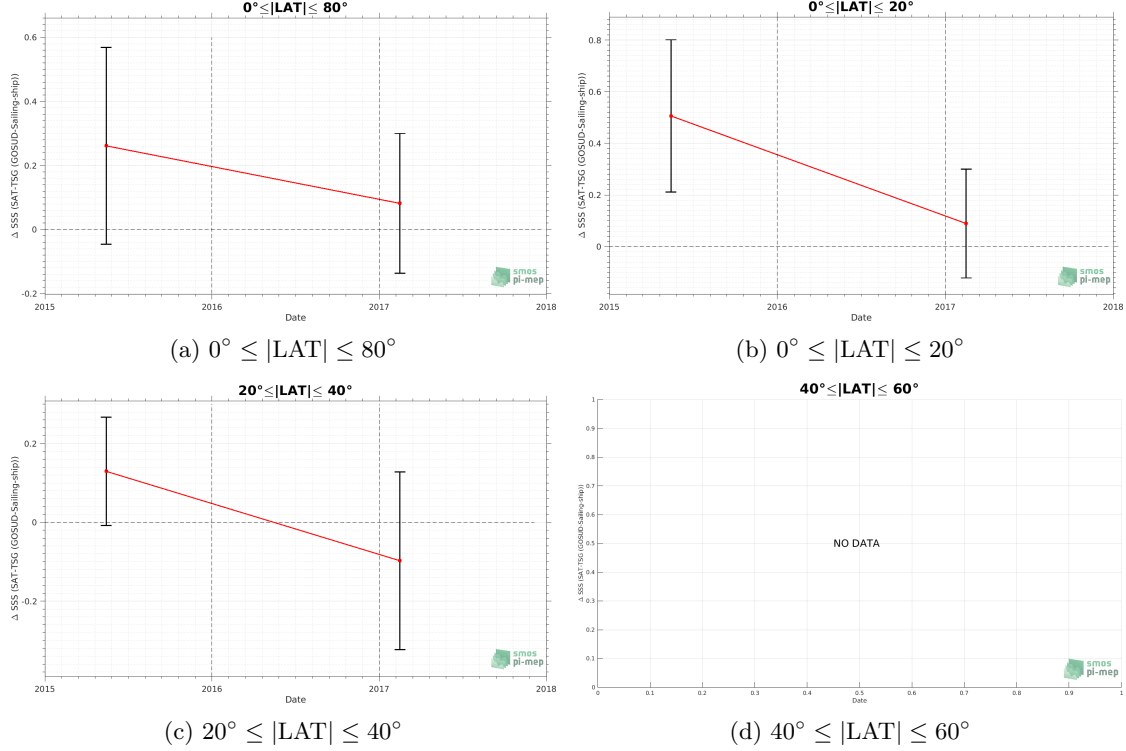 0°≤|LAT|≤ 80°
Δ SSS (SAT-TSG (GOSUD-Sailing-ship))
0.6
0.4
0.2
0
-0.2
2015
2016
2017
2018
Date
smos
pi-mep
(a) 0° ≤ |LAT| ≤ 80°
0°≤|LAT|≤ 20°
Δ SSS (SAT-TSG (GOSUD-Sailing-ship))
0.8
0.6
0.4
0.2
0
2015
2016
2017
2018
Date
smos
pi-mep
(b) 0° ≤ |LAT| ≤ 20°
20°≤|LAT|≤ 40°
Δ SSS (SAT-TSG (GOSUD-Sailing-ship))
0.2
0
-0.2
2015
2016
2017
2018
Date
smos
pi-mep
(c) 20° ≤ |LAT| ≤ 40°
40°≤|LAT|≤ 60°
Δ SSS (SAT-TSG (GOSUD-Sailing-ship))
1
0.9
0.8
0.7
0.6
0.5
0.4
0.3
0.2
0.1
0
NO DATA
0
0.1
0.2
0.3
0.4
0.5
0.6
0.7
0.8
0.9
1
Date
smos
pi-mep
(d) 40° ≤ |LAT| ≤ 60°